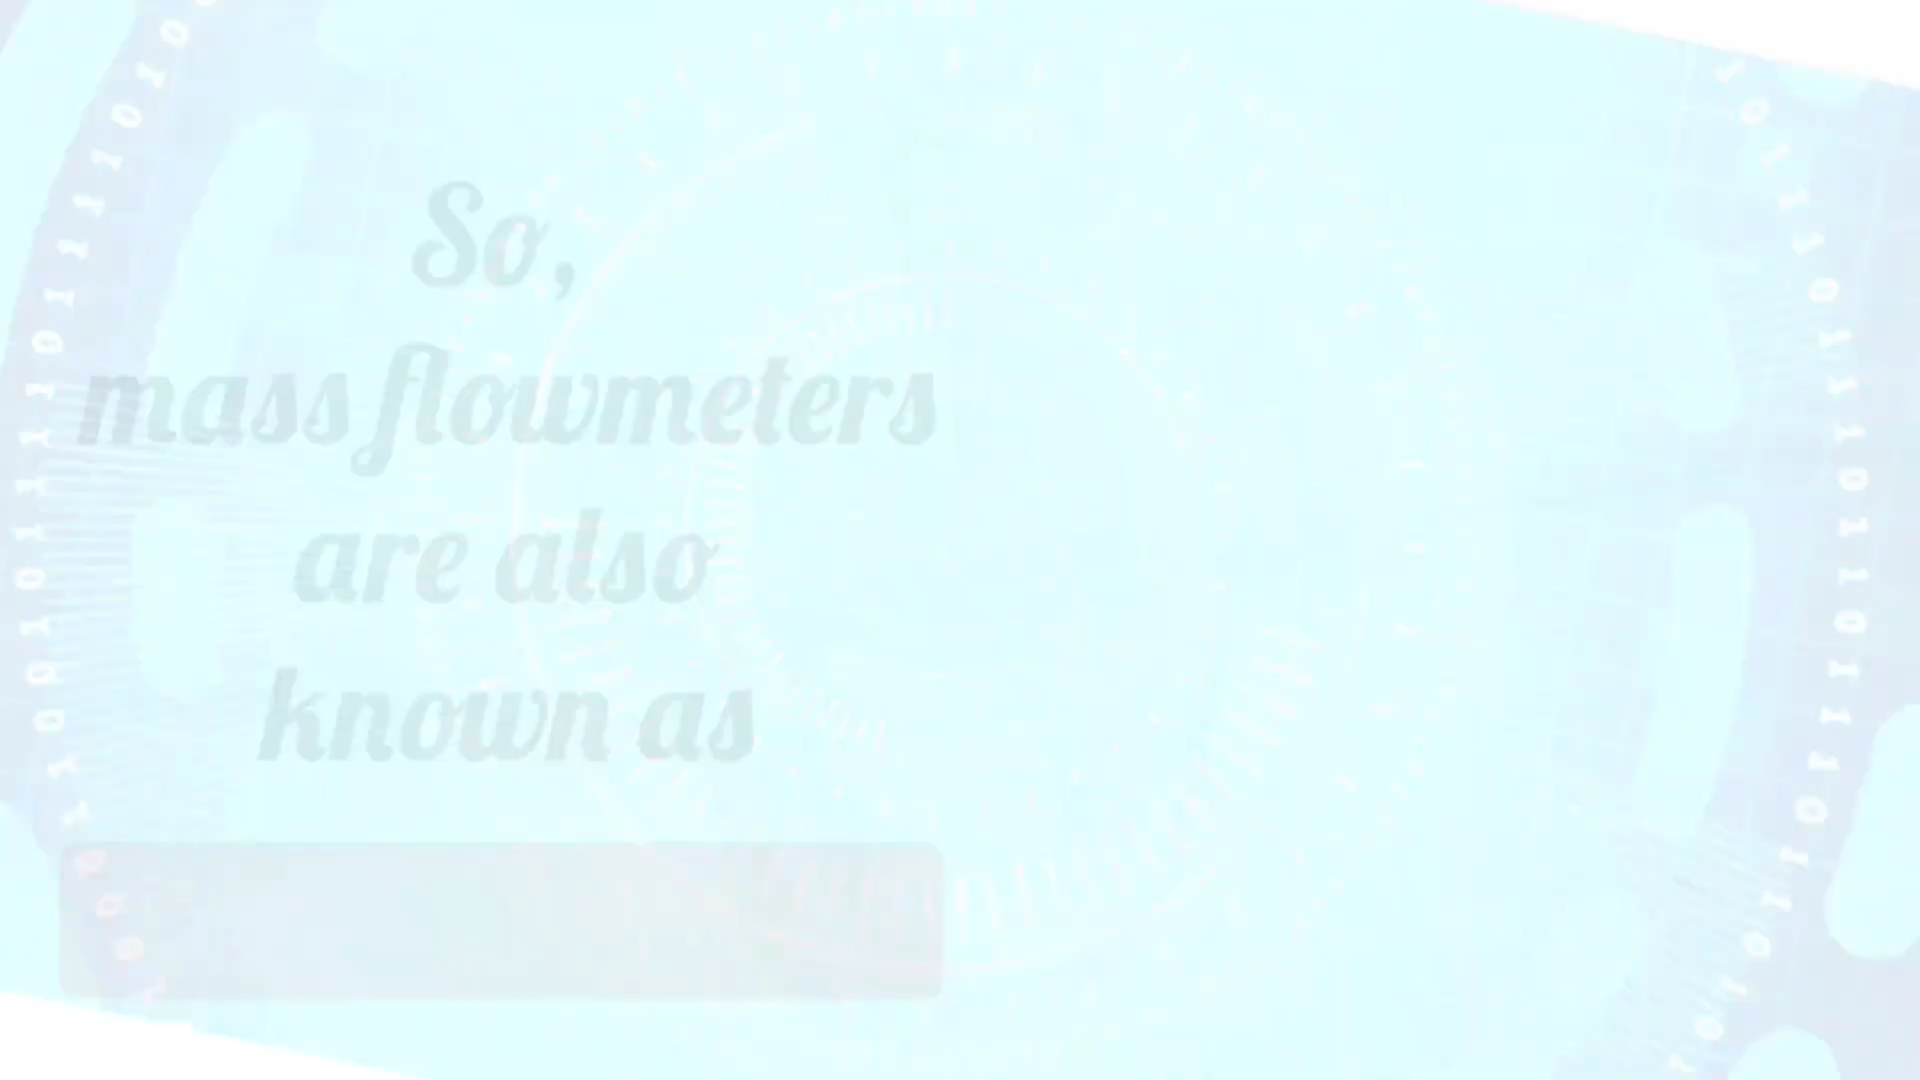 So,
mass flowmeters
are also
known as